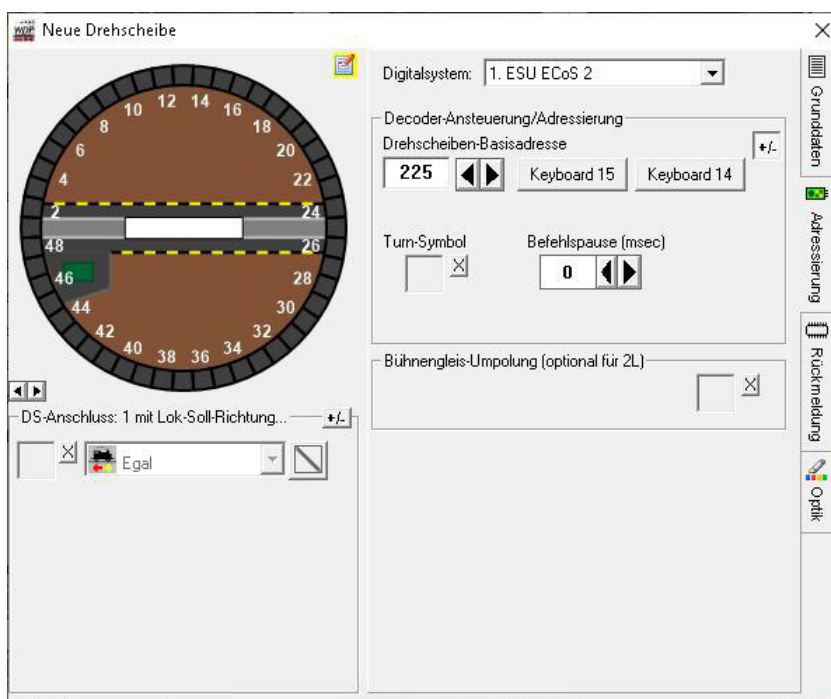 WDP Neue Drehscheibe
Digitalsystem: 1. ESU ECoS 2
Decoder-Ansteuerung/Adressierung
Drehscheiben-Basisadresse
+/-
225 Keyboard 15 Keyboard 14
Turn-Symbol Befehlspause (msec)
X 0
Bühnengleis-Umpolung (optional für 2L)
X
2
4
6
8
10
12
14
16
18
20
22
24
26
28
30
32
34
36
38
40
42
44
46
48
DS-Anschluss: 1 mit Lok-Soll-Richtung... +/-
X Egal
Grunddaten
Adressierung
Rückmeldung
Optik